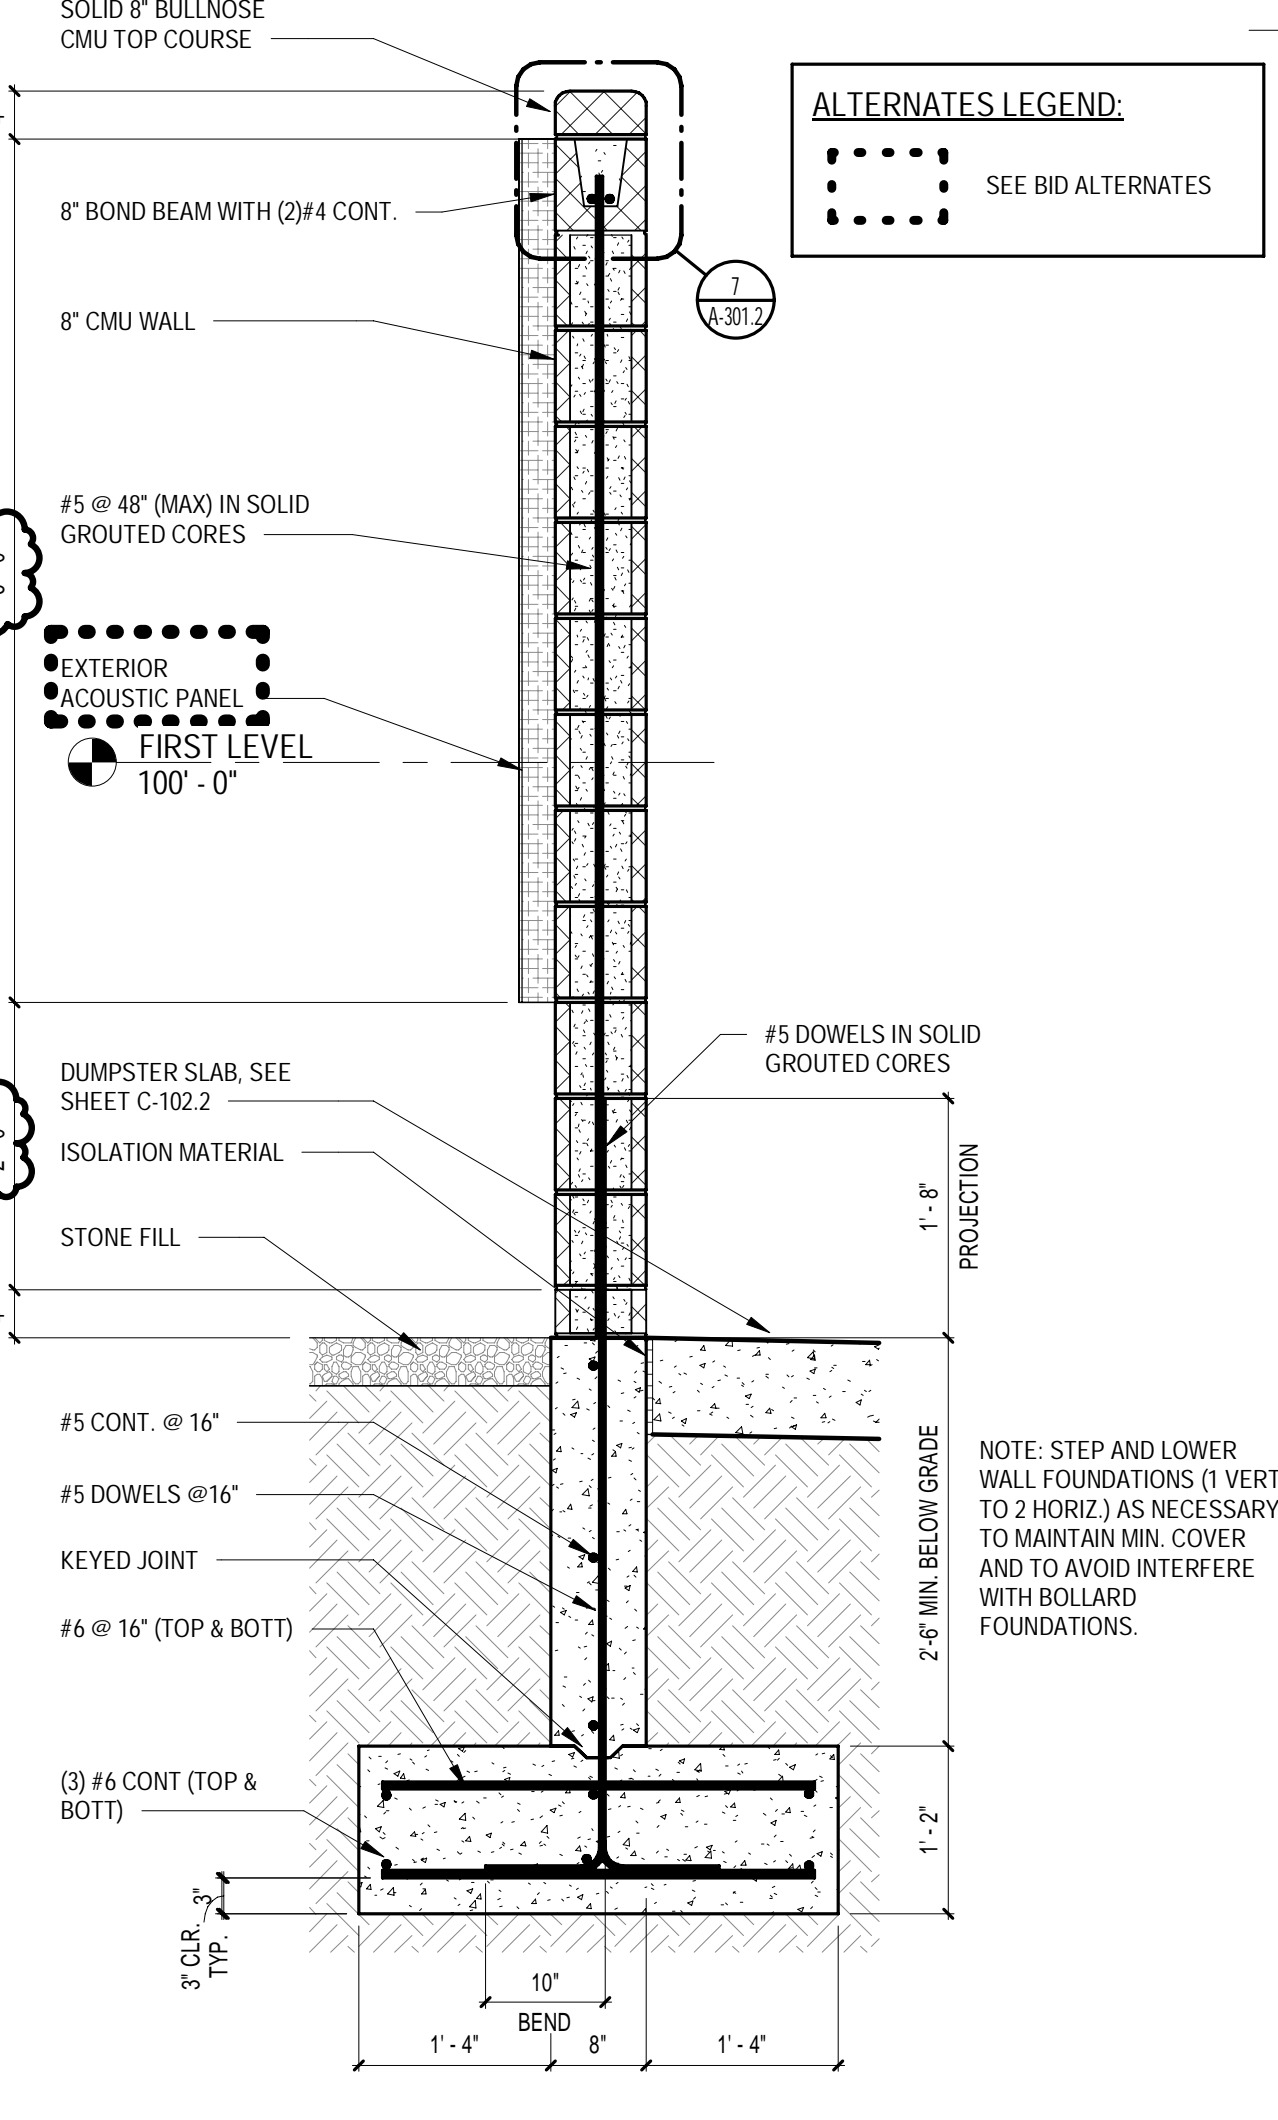 SOLID 8" BULLNOSE
CMU TOP COURSE
ALTERNATES LEGEND:
SEE BID ALTERNATES
8" BOND BEAM WITH (2)#4 CONT.
7
A-301.2
8" CMU WALL
#5 @ 48" (MAX) IN SOLID
GROUTED CORES
EXTERIOR
ACOUSTIC PANEL
FIRST LEVEL
100' - 0"
#5 DOWELS IN SOLID
GROUTED CORES
DUMPSTER SLAB, SEE
SHEET C-102.2
ISOLATION MATERIAL
STONE FILL
1' - 8"
PROJECTION
#5 CONT. @ 16"
#5 DOWELS @16"
KEYED JOINT
#6 @ 16" (TOP & BOTT)
2'-6" MIN. BELOW GRADE
NOTE: STEP AND LOWER
WALL FOUNDATIONS (1 VERT
TO 2 HORIZ.) AS NECESSARY
TO MAINTAIN MIN. COVER
AND TO AVOID INTERFERE
WITH BOLLARD
FOUNDATIONS.
(3) #6 CONT (TOP &
BOTT)
1' - 2"
3"
3" CLR.
TYP.
10"
BEND
1' - 4"
8"
1' - 4"